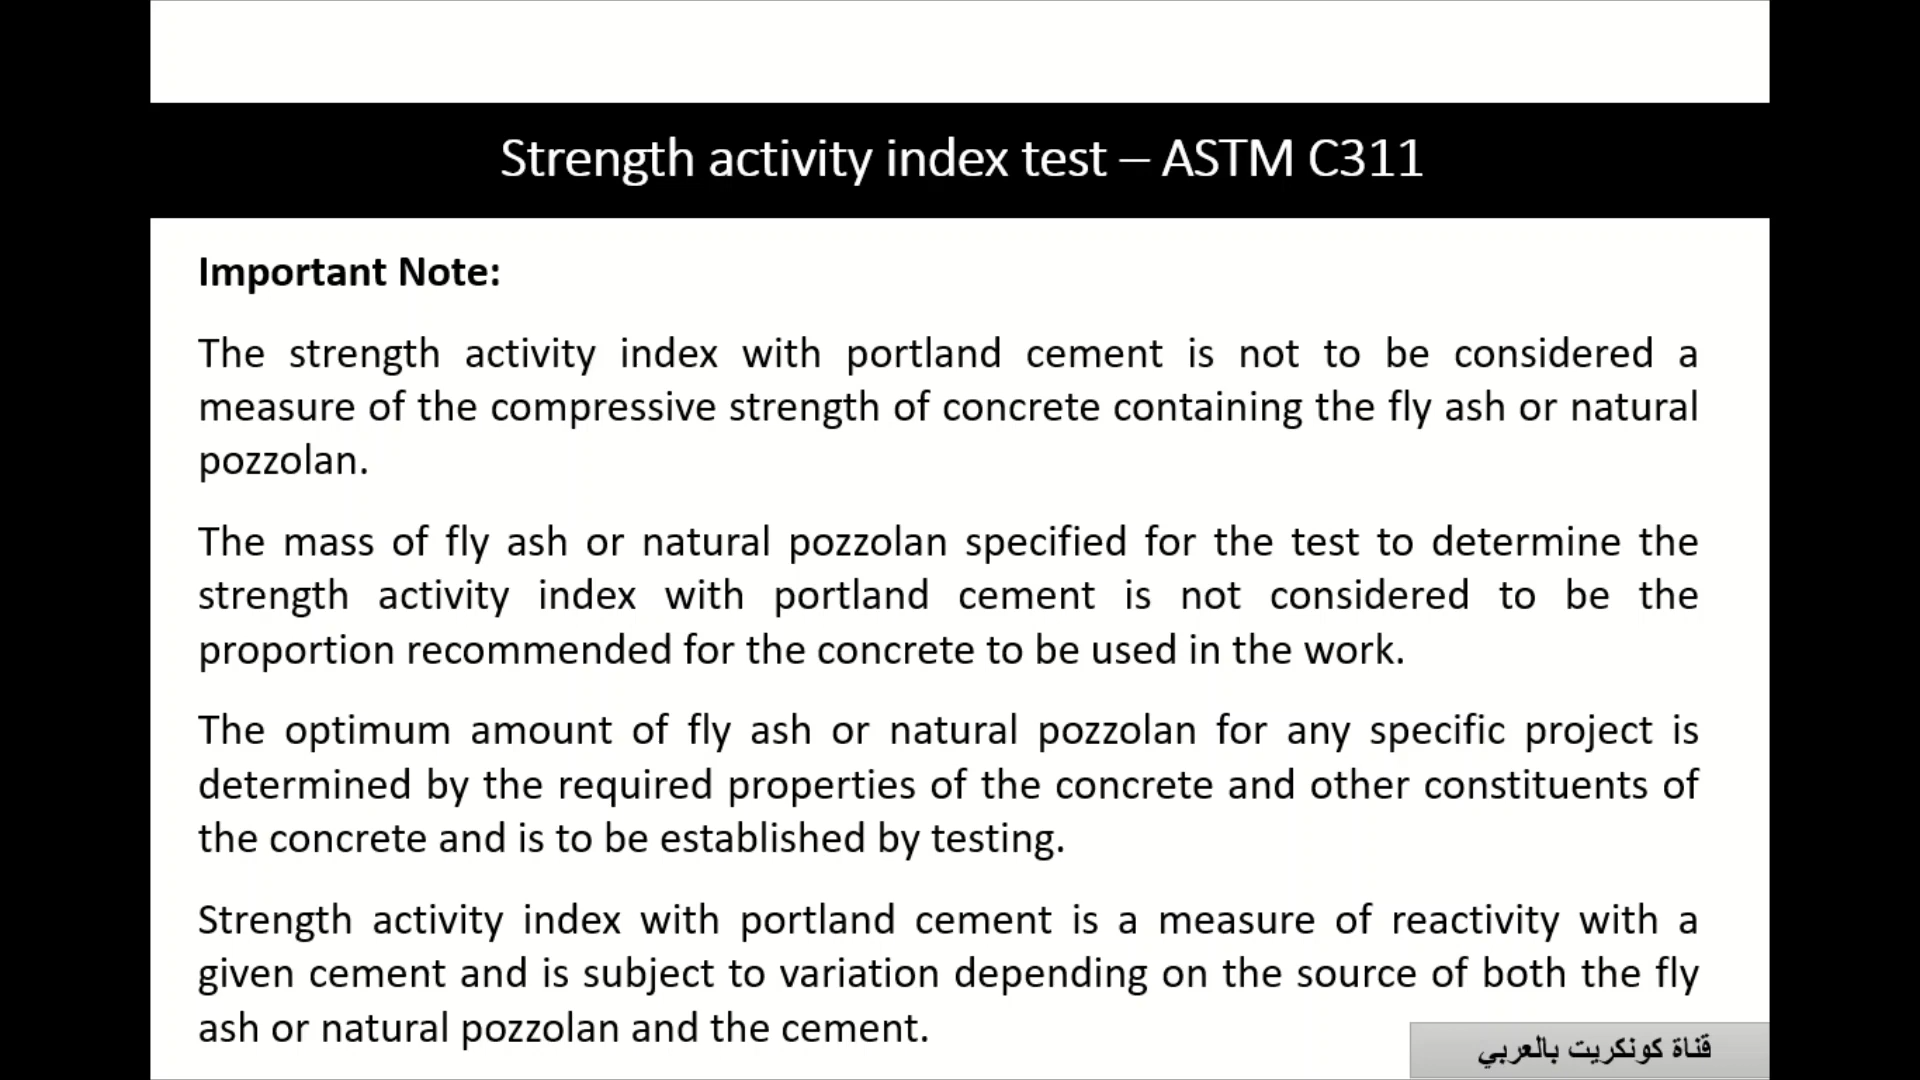 Strength activity index test – ASTM C311
Important Note:
The strength activity index with portland cement is not to be considered a
measure of the compressive strength of concrete containing the fly ash or natural
pozzolan.
The mass of fly ash or natural pozzolan specified for the test to determine the
strength activity index with portland cement is not considered to be the
proportion recommended for the concrete to be used in the work.
The optimum amount of fly ash or natural pozzolan for any specific project is
determined by the required properties of the concrete and other constituents of
the concrete and is to be established by testing.
Strength activity index with portland cement is a measure of reactivity with a
given cement and is subject to variation depending on the source of both the fly
ash or natural pozzolan and the cement.
قناة كونكريت بالعربي